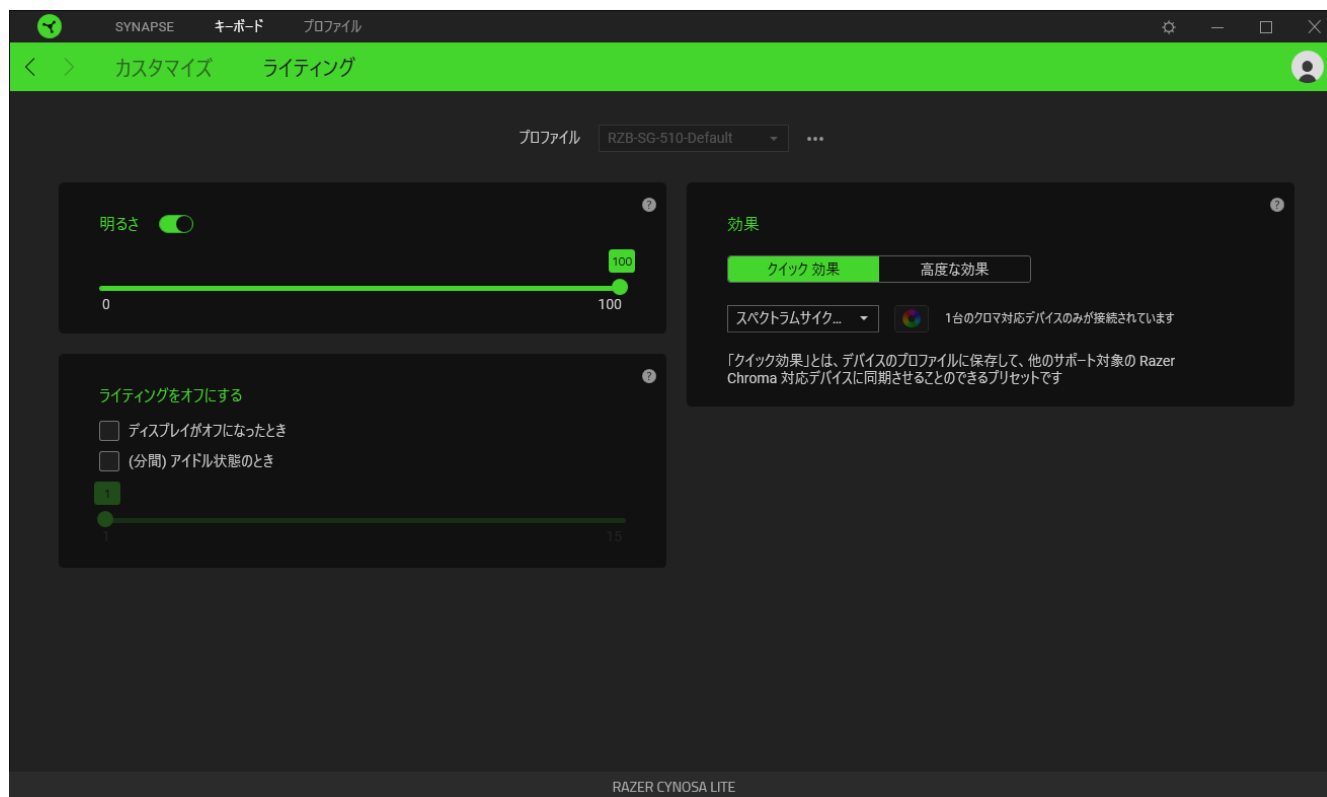 SYNAPSE キーボード プロファイル
カスタマイズ ライティング
プロファイル RZB-SG-510-Default
明るさ
100
0 100
ライティングをオフにする
ディスプレイがオフになったとき
(分間) アイドル状態のとき
1
1 15
効果
クイック 効果 高度な効果
スペクトラムサイク... 1台のクロマ対応デバイスのみが接続されています
「クイック効果」とは、デバイスのプロファイルに保存して、他のサポート対象の Razer
Chroma 対応デバイスに同期させることのできるプリセットです
RAZER CYNOSA LITE